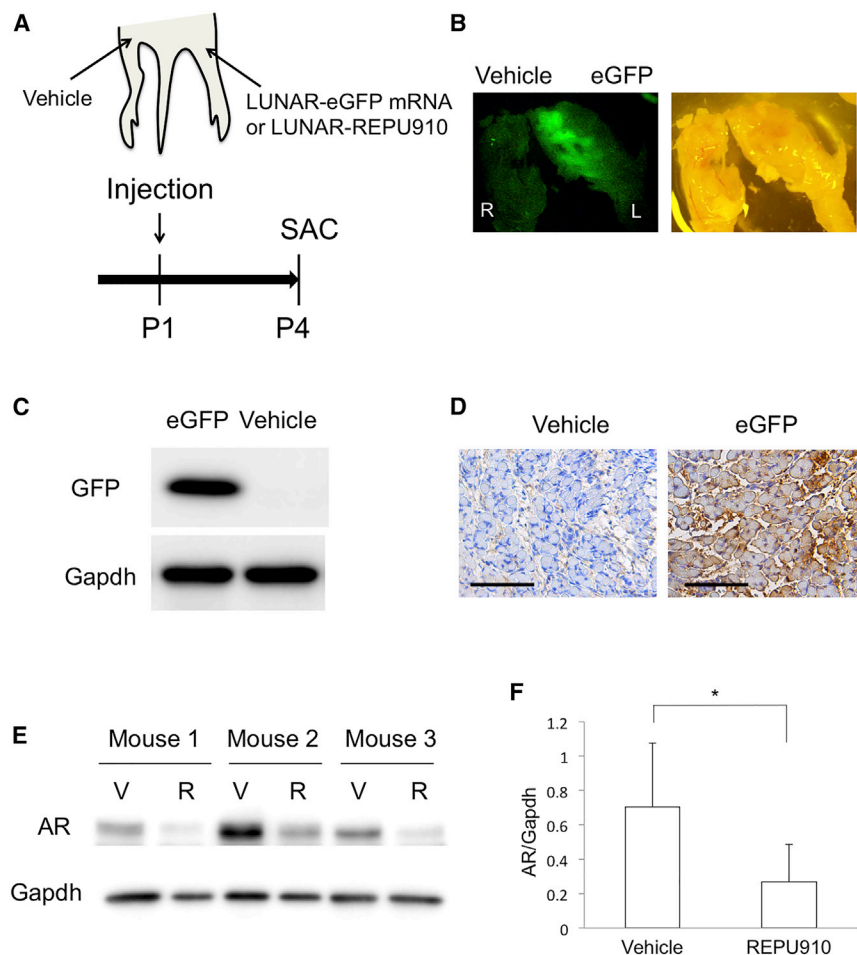 A
Vehicle
LUNAR-eGFP mRNA
or LUNAR-REPU910
Injection
SAC
P1
P4
B
Vehicle eGFP
R
L
C
eGFP Vehicle
GFP
Gapdh
D
Vehicle
eGFP
E
Mouse 1 Mouse 2 Mouse 3
V R V R V R
AR
Gapdh
F
*
1.2
1
0.8
0.6
0.4
0.2
0
AR/Gapdh
Vehicle
REPU910